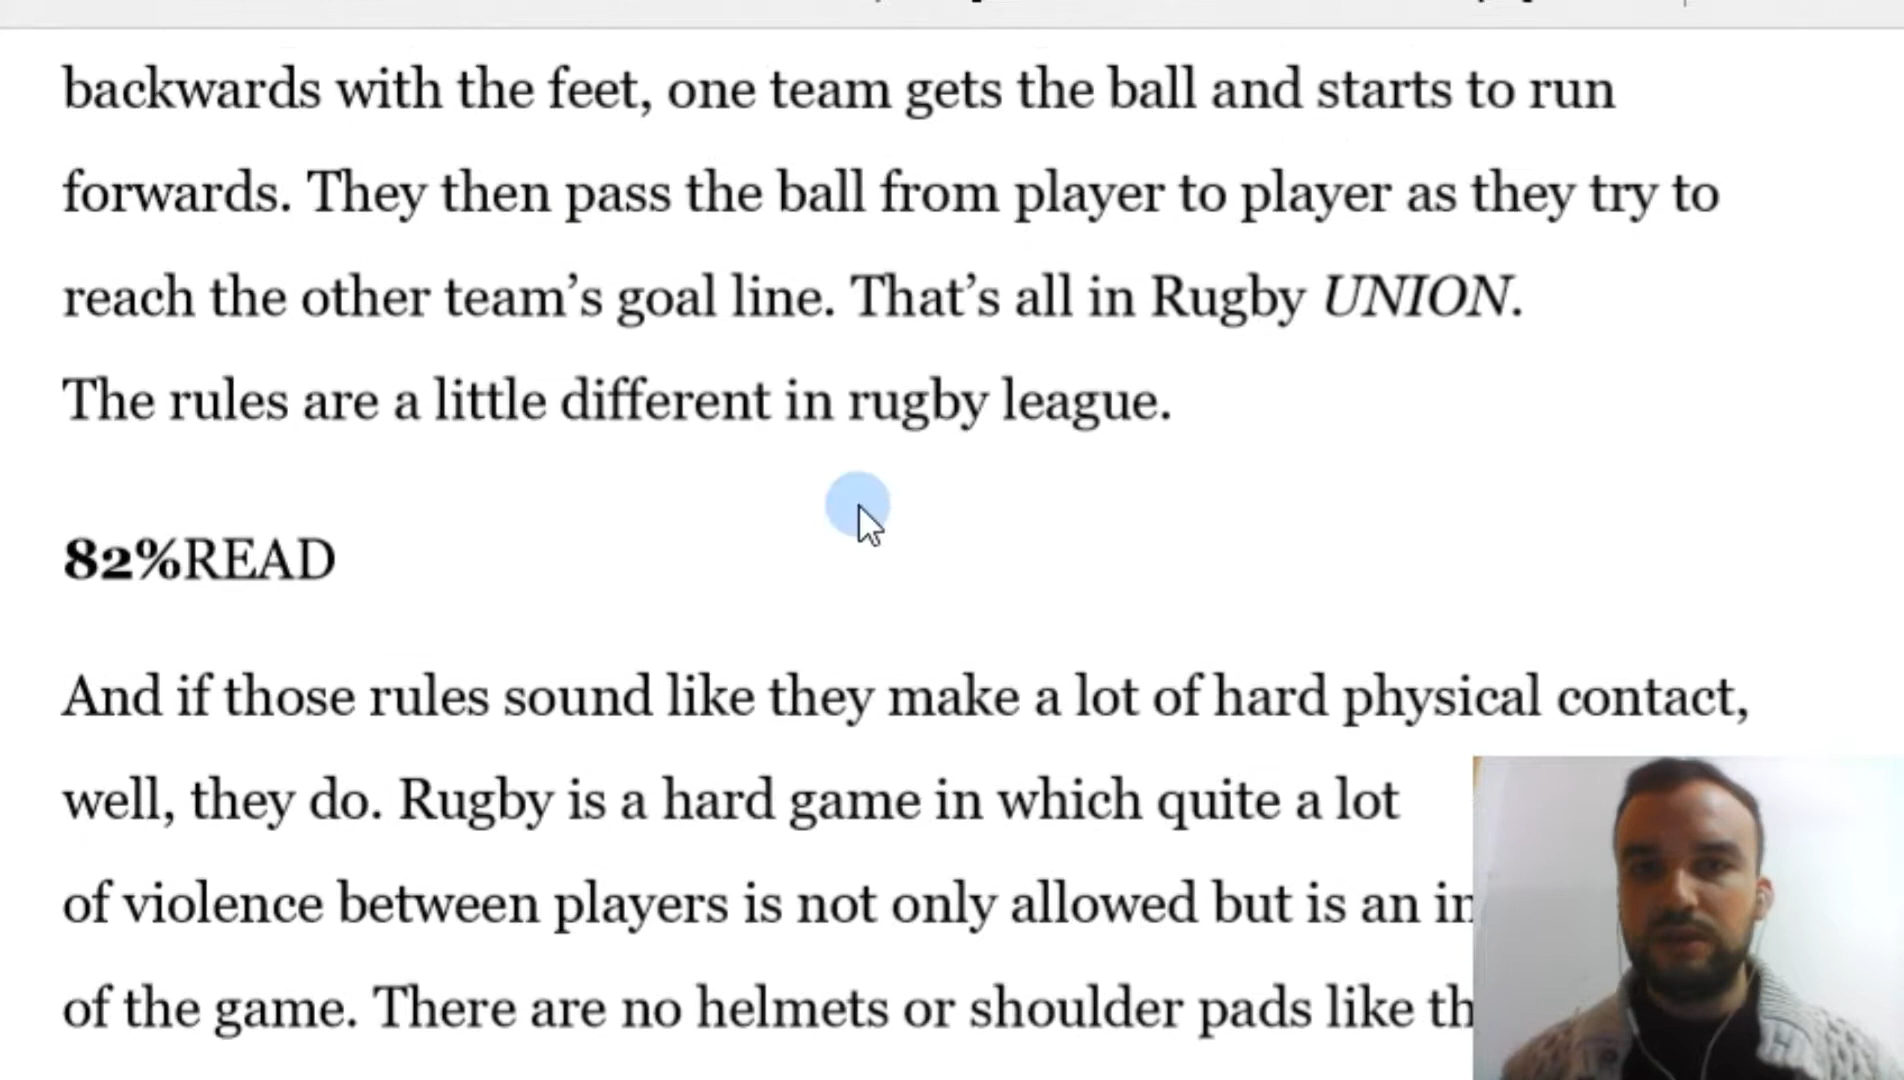 backwards with the feet, one team gets the ball and starts to run
forwards. They then pass the ball from player to player as they try to
reach the other team’s goal line. That’s all in Rugby UNION.
The rules are a little different in rugby league.
82%READ
And if those rules sound like they make a lot of hard physical contact,
well, they do. Rugby is a hard game in which quite a lot
of violence between players is not only allowed but is an
of the game. There are no helmets or shoulder pads like